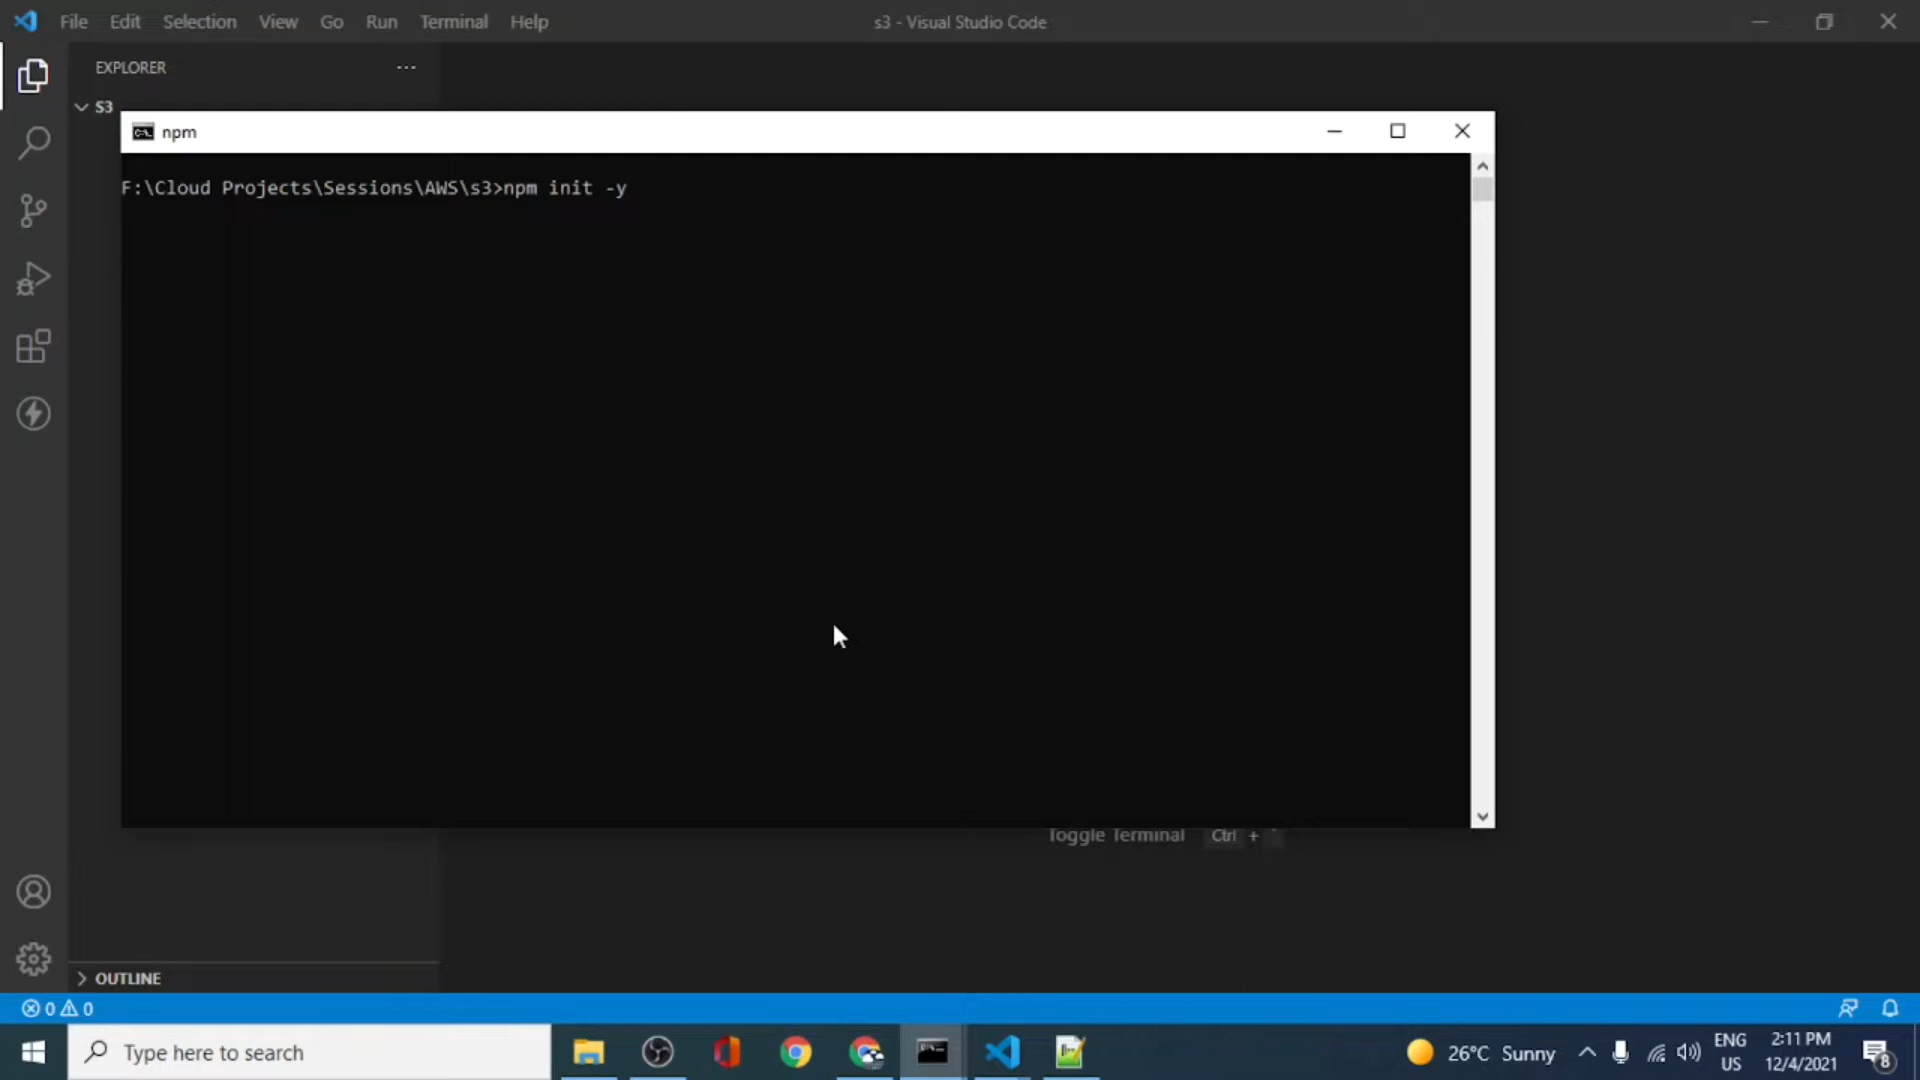 File Edit Selection View Go Run Terminal Help
s3 - Visual Studio Code
EXPLORER
S3
npm
F:\Cloud Projects\Sessions\AWS\s3>npm init -y
Toggle Terminal Ctrl + `
OUTLINE
0 0
Type here to search
26°C Sunny
ENG
US
2:11 PM
12/4/2021
8